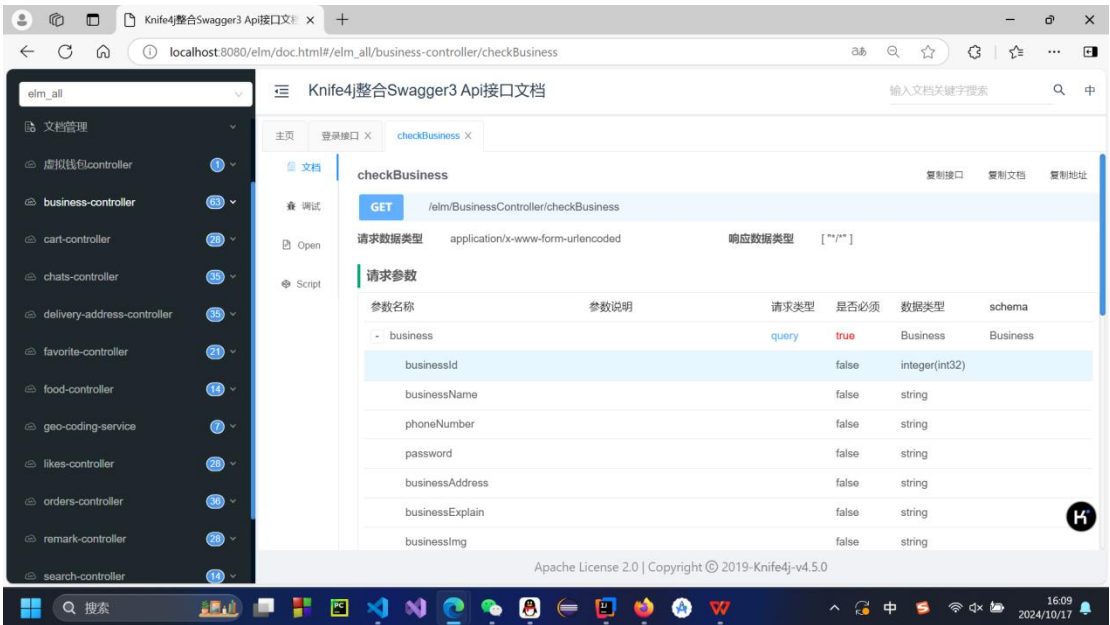 Knife4j整合Swagger3 Api接口文档
localhost:8080/elm/doc.html#/elm_all/business-controller/checkBusiness
elm_all
Knife4j整合Swagger3 Api接口文档
输入文档关键字搜索
中
文档管理
虚拟钱包controller 1
business-controller 63
cart-controller 28
chats-controller 35
delivery-address-controller 35
favorite-controller 21
food-controller 14
geo-coding-service 7
likes-controller 28
orders-controller 36
remark-controller 28
search-controller 14
主页 登录接口 checkBusiness
文档
调试
Open
Script
checkBusiness 复制接口 复制文档 复制地址
GET /elm/BusinessController/checkBusiness
请求数据类型 application/x-www-form-urlencoded 响应数据类型 [ "*/*" ]
请求参数
参数名称 参数说明 请求类型 是否必须 数据类型 schema
- business query true Business Business
businessId false integer(int32)
businessName false string
phoneNumber false string
password false string
businessAddress false string
businessExplain false string
businessImg false string
Apache License 2.0 | Copyright © 2019-Knife4j-v4.5.0
搜索
中
16:09
2024/10/17